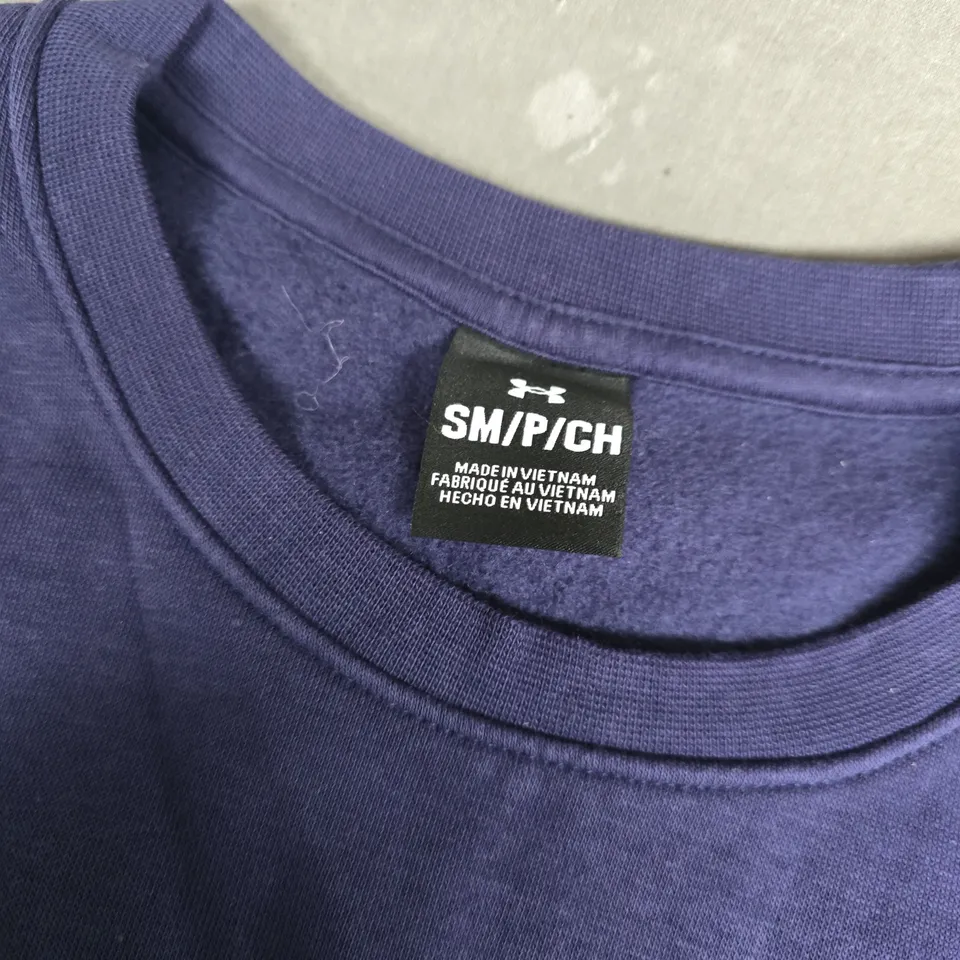 SM/P/CH
MADE IN VIETNAM
FABRIQUÉ AU VIETNAM
HECHO EN VIETNAM